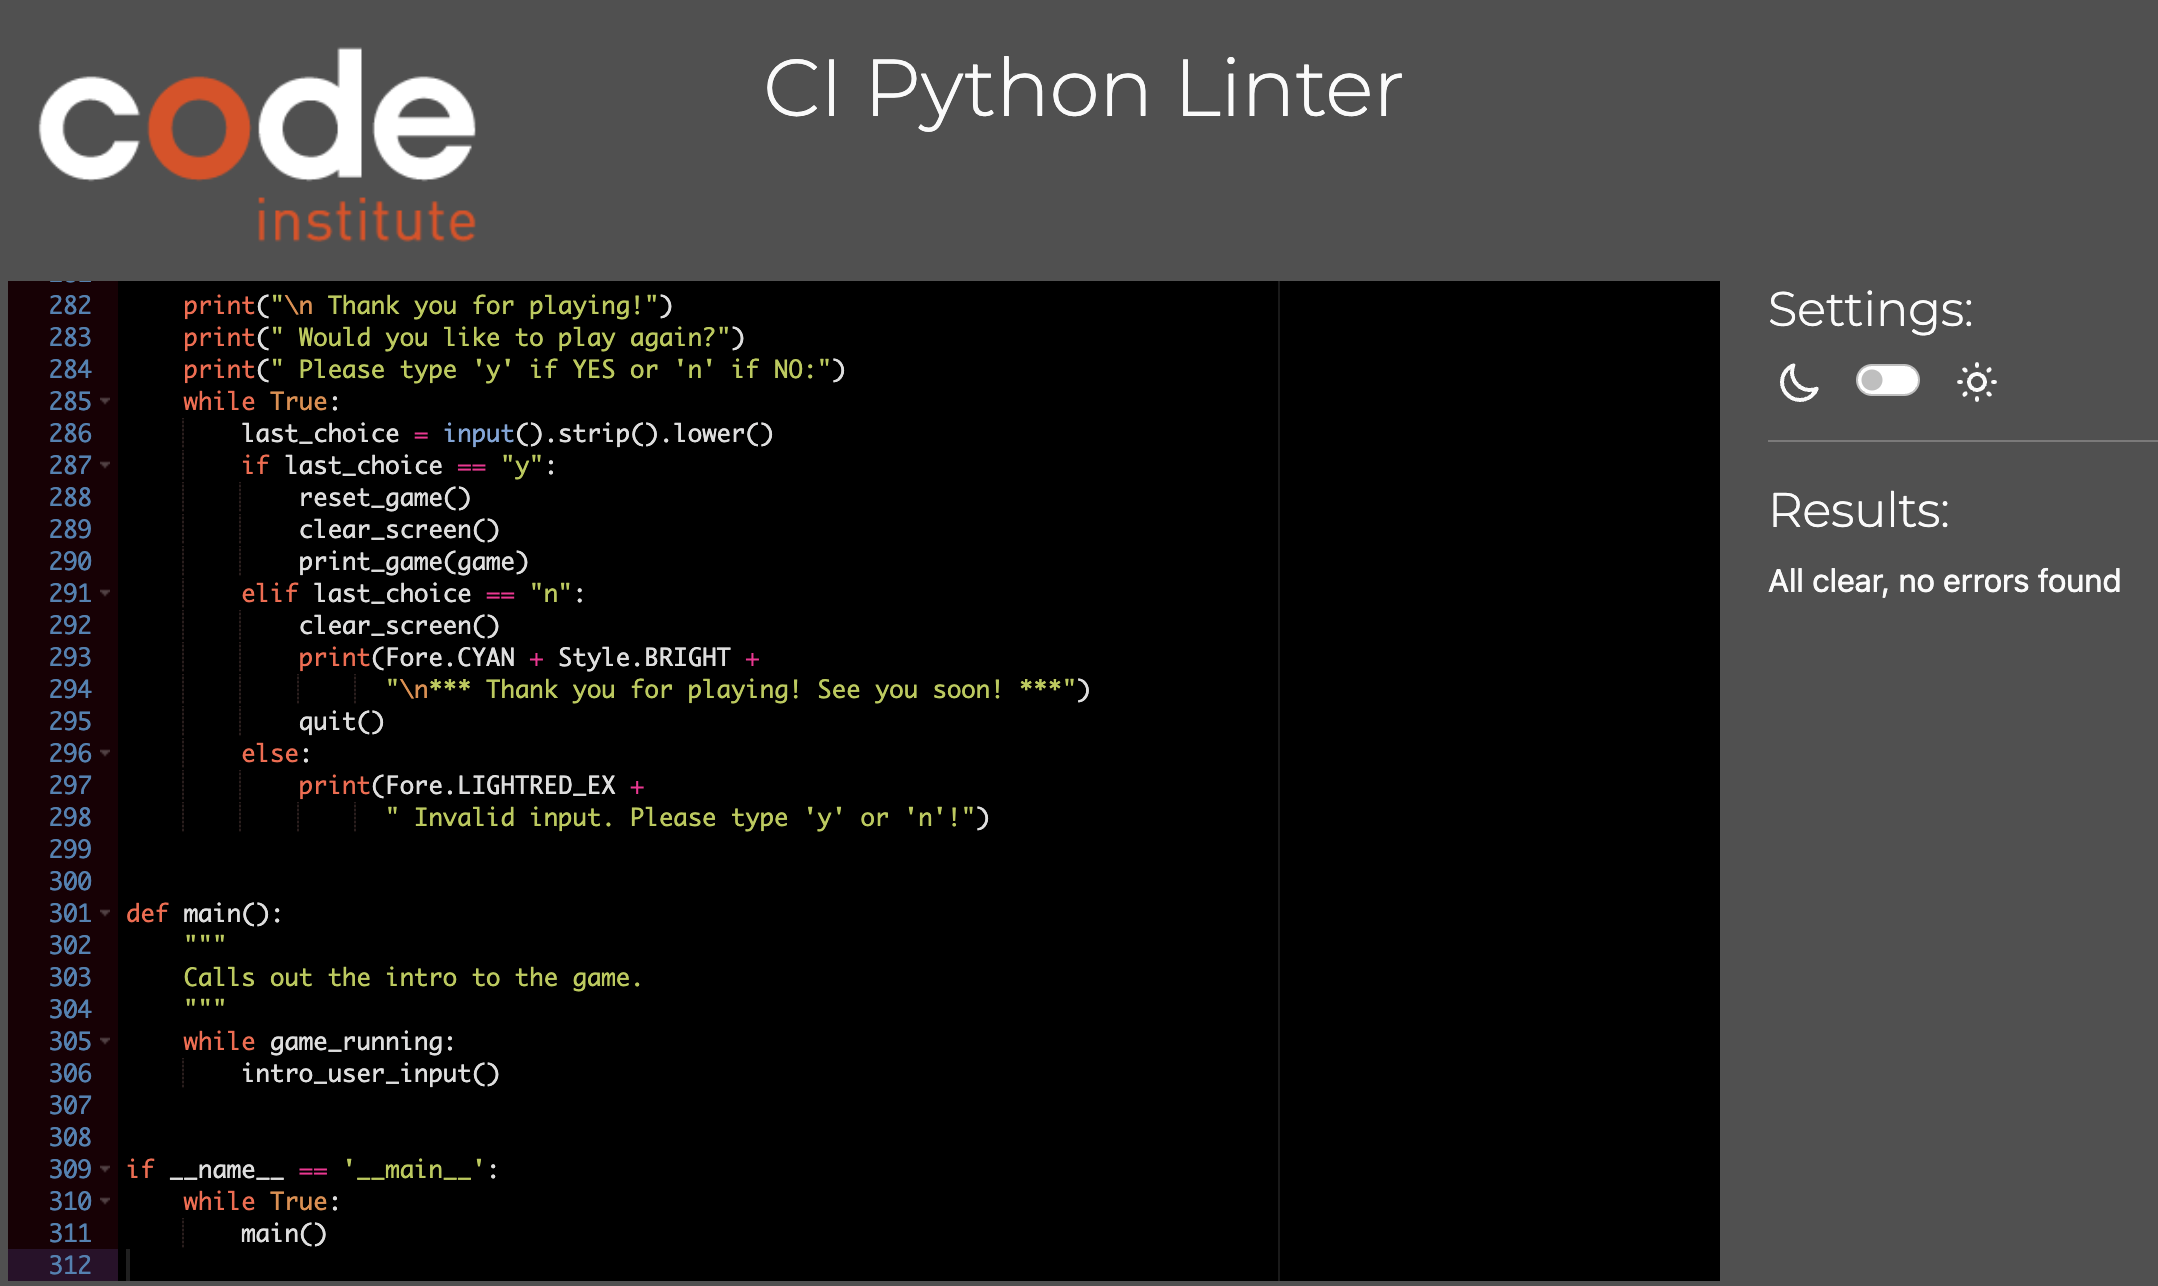 code
institute
CI Python Linter
282     print("\n Thank you for playing!")
283     print(" Would you like to play again?")
284     print(" Please type 'y' if YES or 'n' if NO:")
285     while True:
286         last_choice = input().strip().lower()
287         if last_choice == "y":
288             reset_game()
289             clear_screen()
290             print_game(game)
291         elif last_choice == "n":
292             clear_screen()
293             print(Fore.CYAN + Style.BRIGHT +
294                   "\n*** Thank you for playing! See you soon! ***")
295             quit()
296         else:
297             print(Fore.LIGHTRED_EX +
298                   " Invalid input. Please type 'y' or 'n'!")
299
300
301 def main():
302     """
303     Calls out the intro to the game.
304     """
305     while game_running:
306         intro_user_input()
307
308
309 if __name__ == '__main__':
310     while True:
311         main()
312
Settings:
Results:
All clear, no errors found